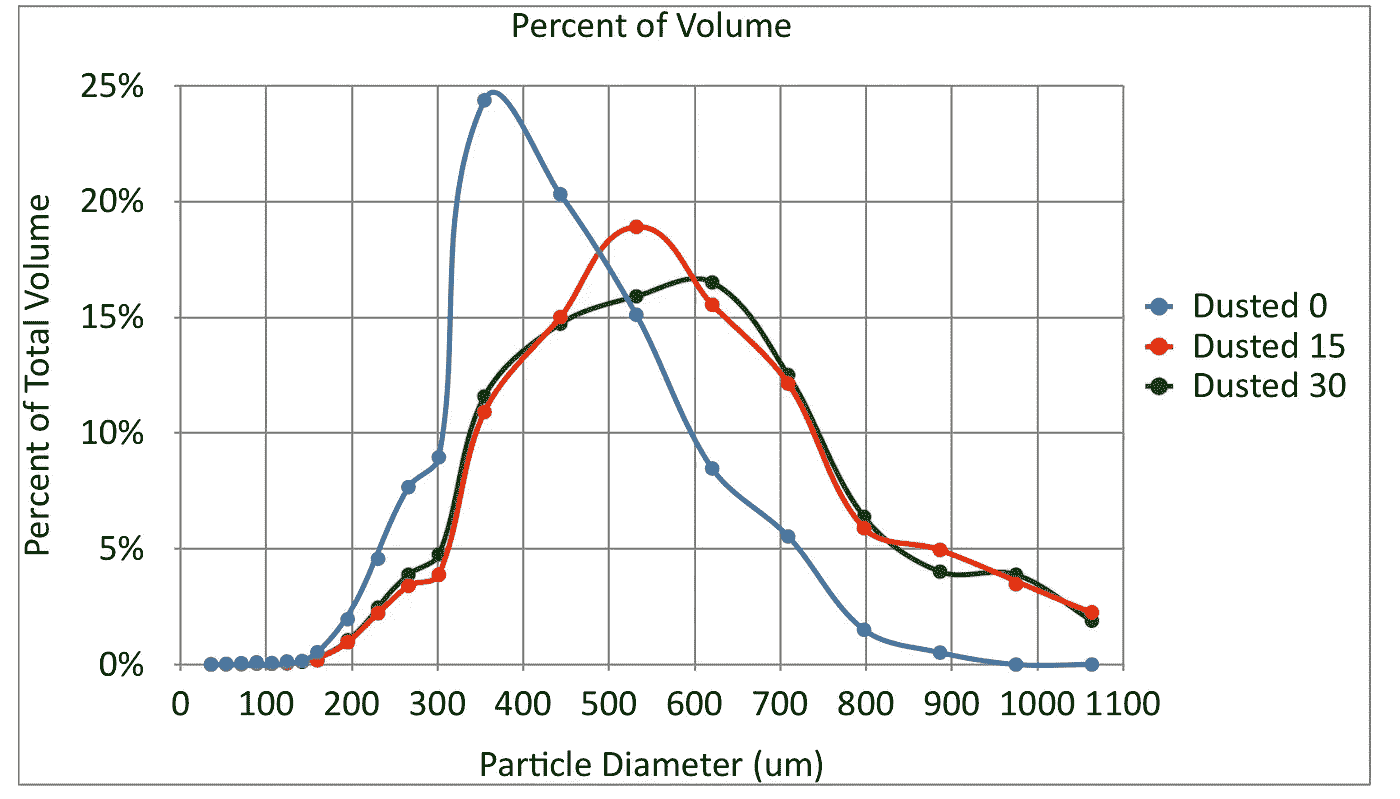 Percent of Volume
Percent of Total Volume
25%
20%
15%
10%
5%
0%
0 100 200 300 400 500 600 700 800 900 1000 1100
Particle Diameter (um)
Dusted 0
Dusted 15
Dusted 30